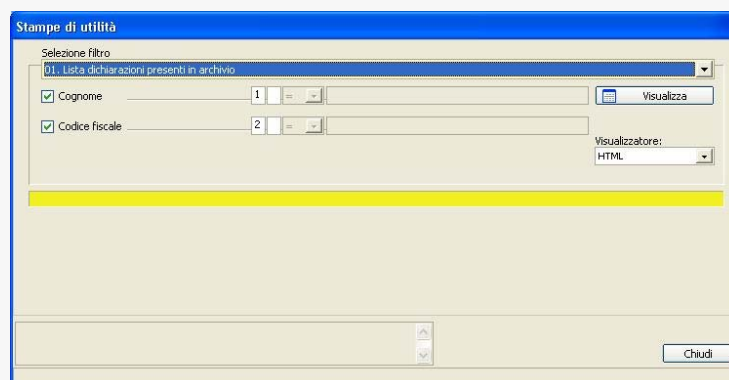 Stampe di utilità
Selezione filtro
01. Lista dichiarazioni presenti in archivio
Cognome 1 =
Visualizza
Codice fiscale 2 =
Visualizzatore:
HTML
Chiudi